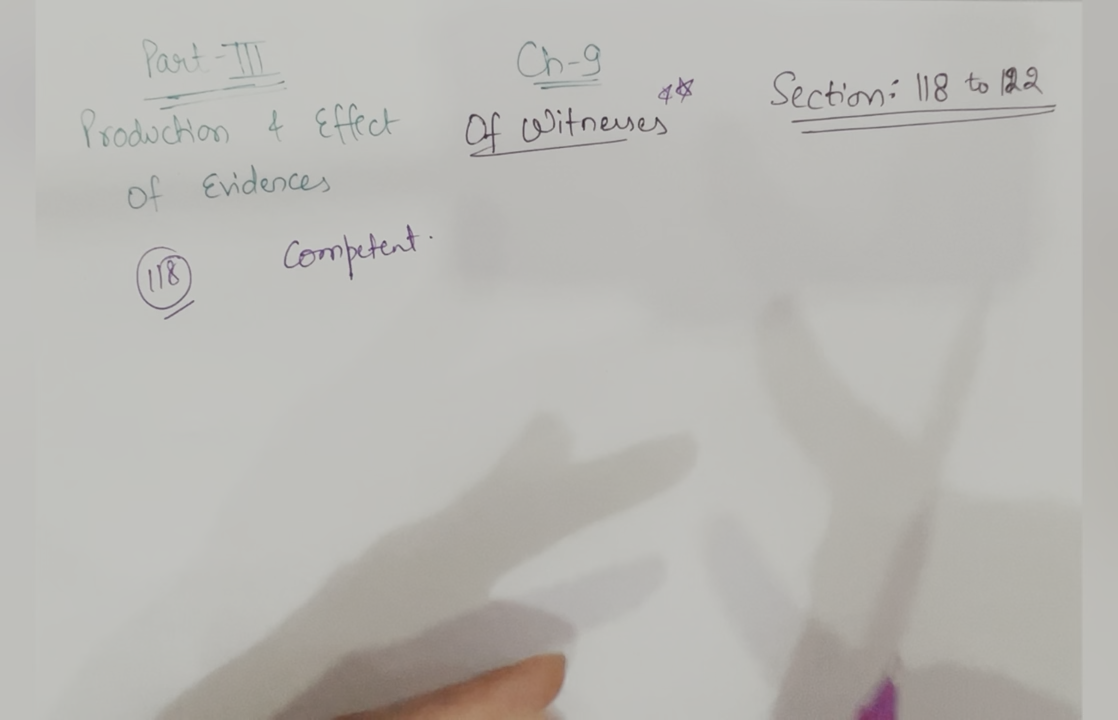 Part-III
Production & Effect
Of Evidences
Ch-9
Of Witnesses **
Section: 118 to 122
118 Competent.